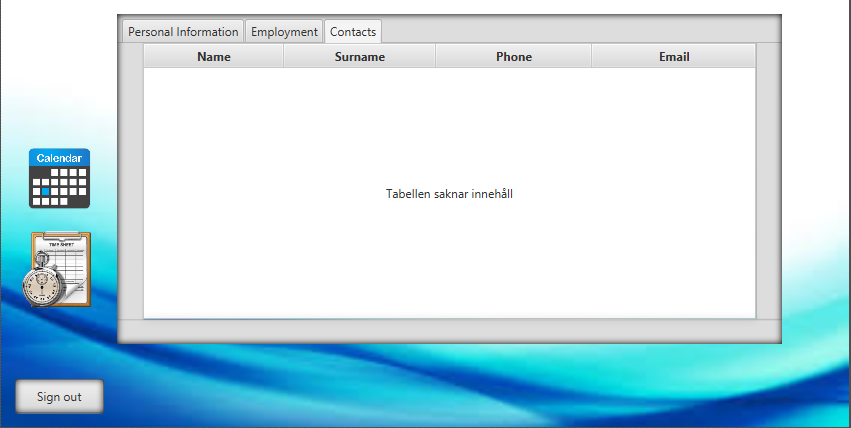 Personal Information Employment Contacts
Name Surname Phone Email
Tabellen saknar innehåll
Calendar
TIME SHEET
Sign out